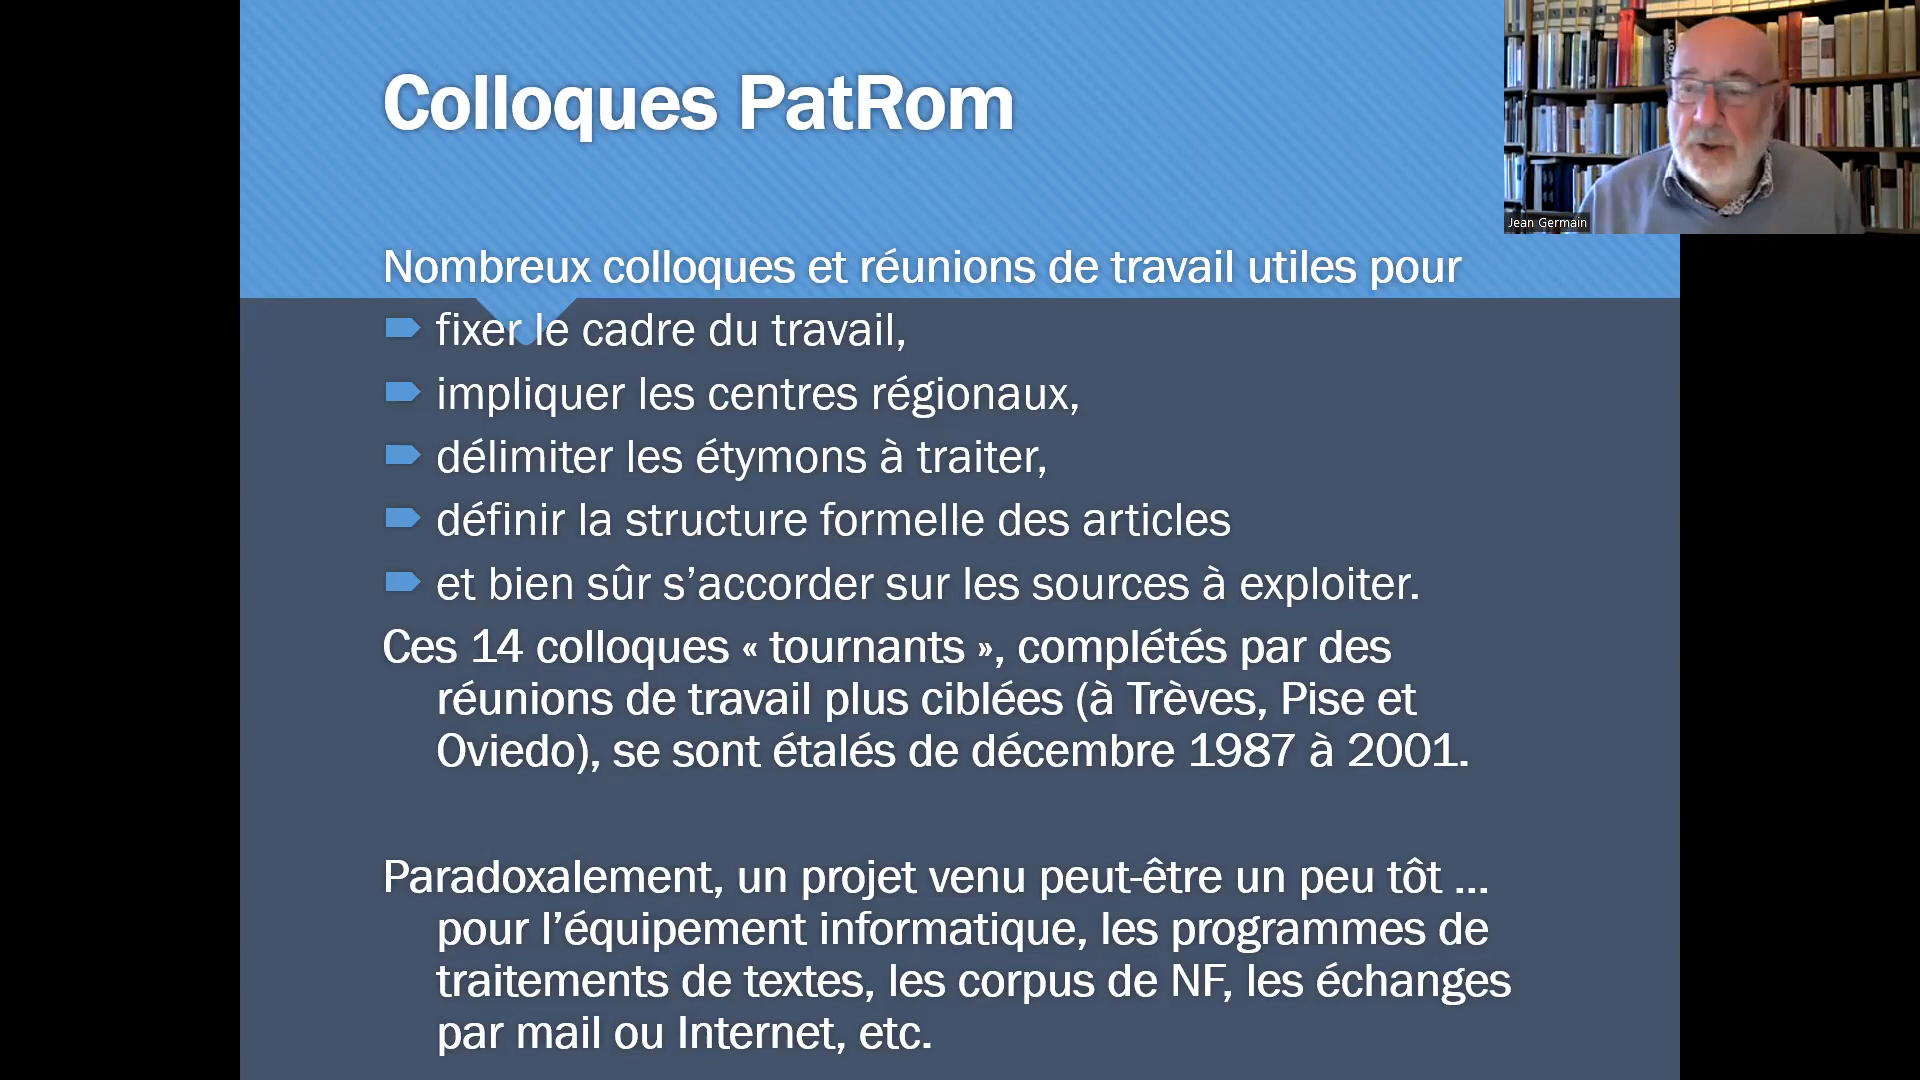 Colloques PatRom
Jean Germain
Nombreux colloques et réunions de travail utiles pour
fixer le cadre du travail,
impliquer les centres régionaux,
délimiter les étymons à traiter,
définir la structure formelle des articles
et bien sûr s’accorder sur les sources à exploiter.
Ces 14 colloques « tournants », complétés par des
réunions de travail plus ciblées (à Trèves, Pise et
Oviedo), se sont étalés de décembre 1987 à 2001.
Paradoxalement, un projet venu peut-être un peu tôt ...
pour l’équipement informatique, les programmes de
traitements de textes, les corpus de NF, les échanges
par mail ou Internet, etc.